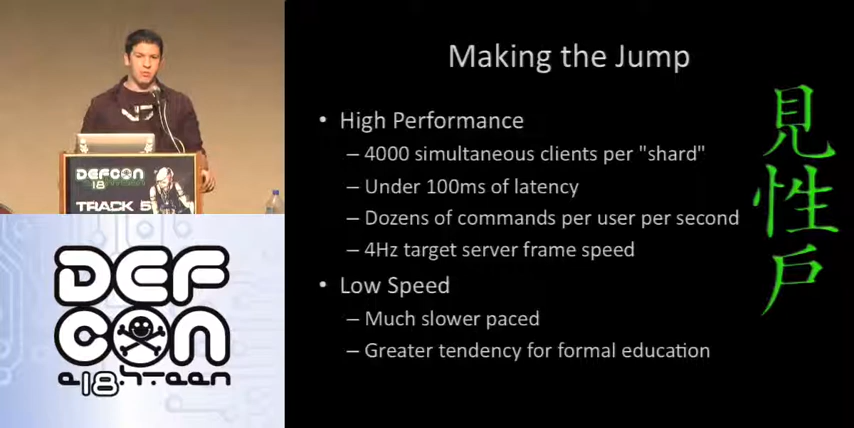 DEFCON
18
TRACK 5
DEF
CON
e18hteen
Making the Jump
• High Performance
– 4000 simultaneous clients per "shard"
– Under 100ms of latency
– Dozens of commands per user per second
– 4Hz target server frame speed
• Low Speed
– Much slower paced
– Greater tendency for formal education
見
性
戶